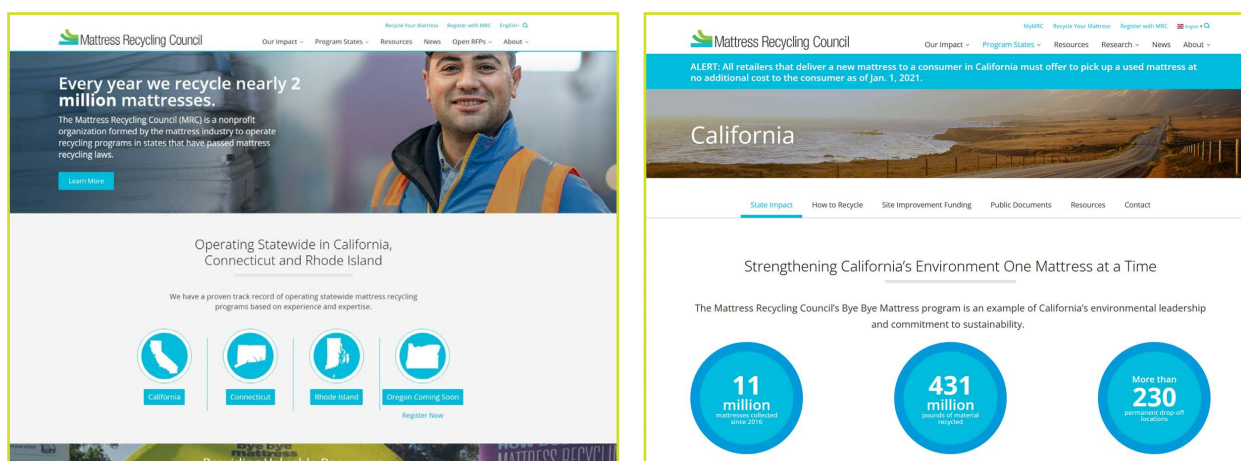 Recycle Your Mattress Register with MRC English
Mattress Recycling Council
Our Impact Program States Resources News Open RFPs About
Every year we recycle nearly 2
million mattresses.
The Mattress Recycling Council (MRC) is a nonprofit
organization formed by the mattress industry to operate
recycling programs in states that have passed mattress
recycling laws.
Learn More
Operating Statewide in California,
Connecticut and Rhode Island
We have a proven track record of operating statewide mattress recycling
programs based on experience and expertise.
California Connecticut Rhode Island Oregon Coming Soon
Register Now
bye bye
mattress
MATTRESS RECYCLI
MyMRC Recycle Your Mattress Register with MRC English
Mattress Recycling Council
Our Impact Program States Resources Research News About
ALERT: All retailers that deliver a new mattress to a consumer in California must offer to pick up a used mattress at
no additional cost to the consumer as of Jan. 1, 2021.
California
State Impact How to Recycle Site Improvement Funding Public Documents Resources Contact
Strengthening California's Environment One Mattress at a Time
The Mattress Recycling Council's Bye Bye Mattress program is an example of California's environmental leadership
and commitment to sustainability.
11
million
mattresses collected
since 2016
431
million
pounds of material
recycled
More than
230
permanent drop-off
locations